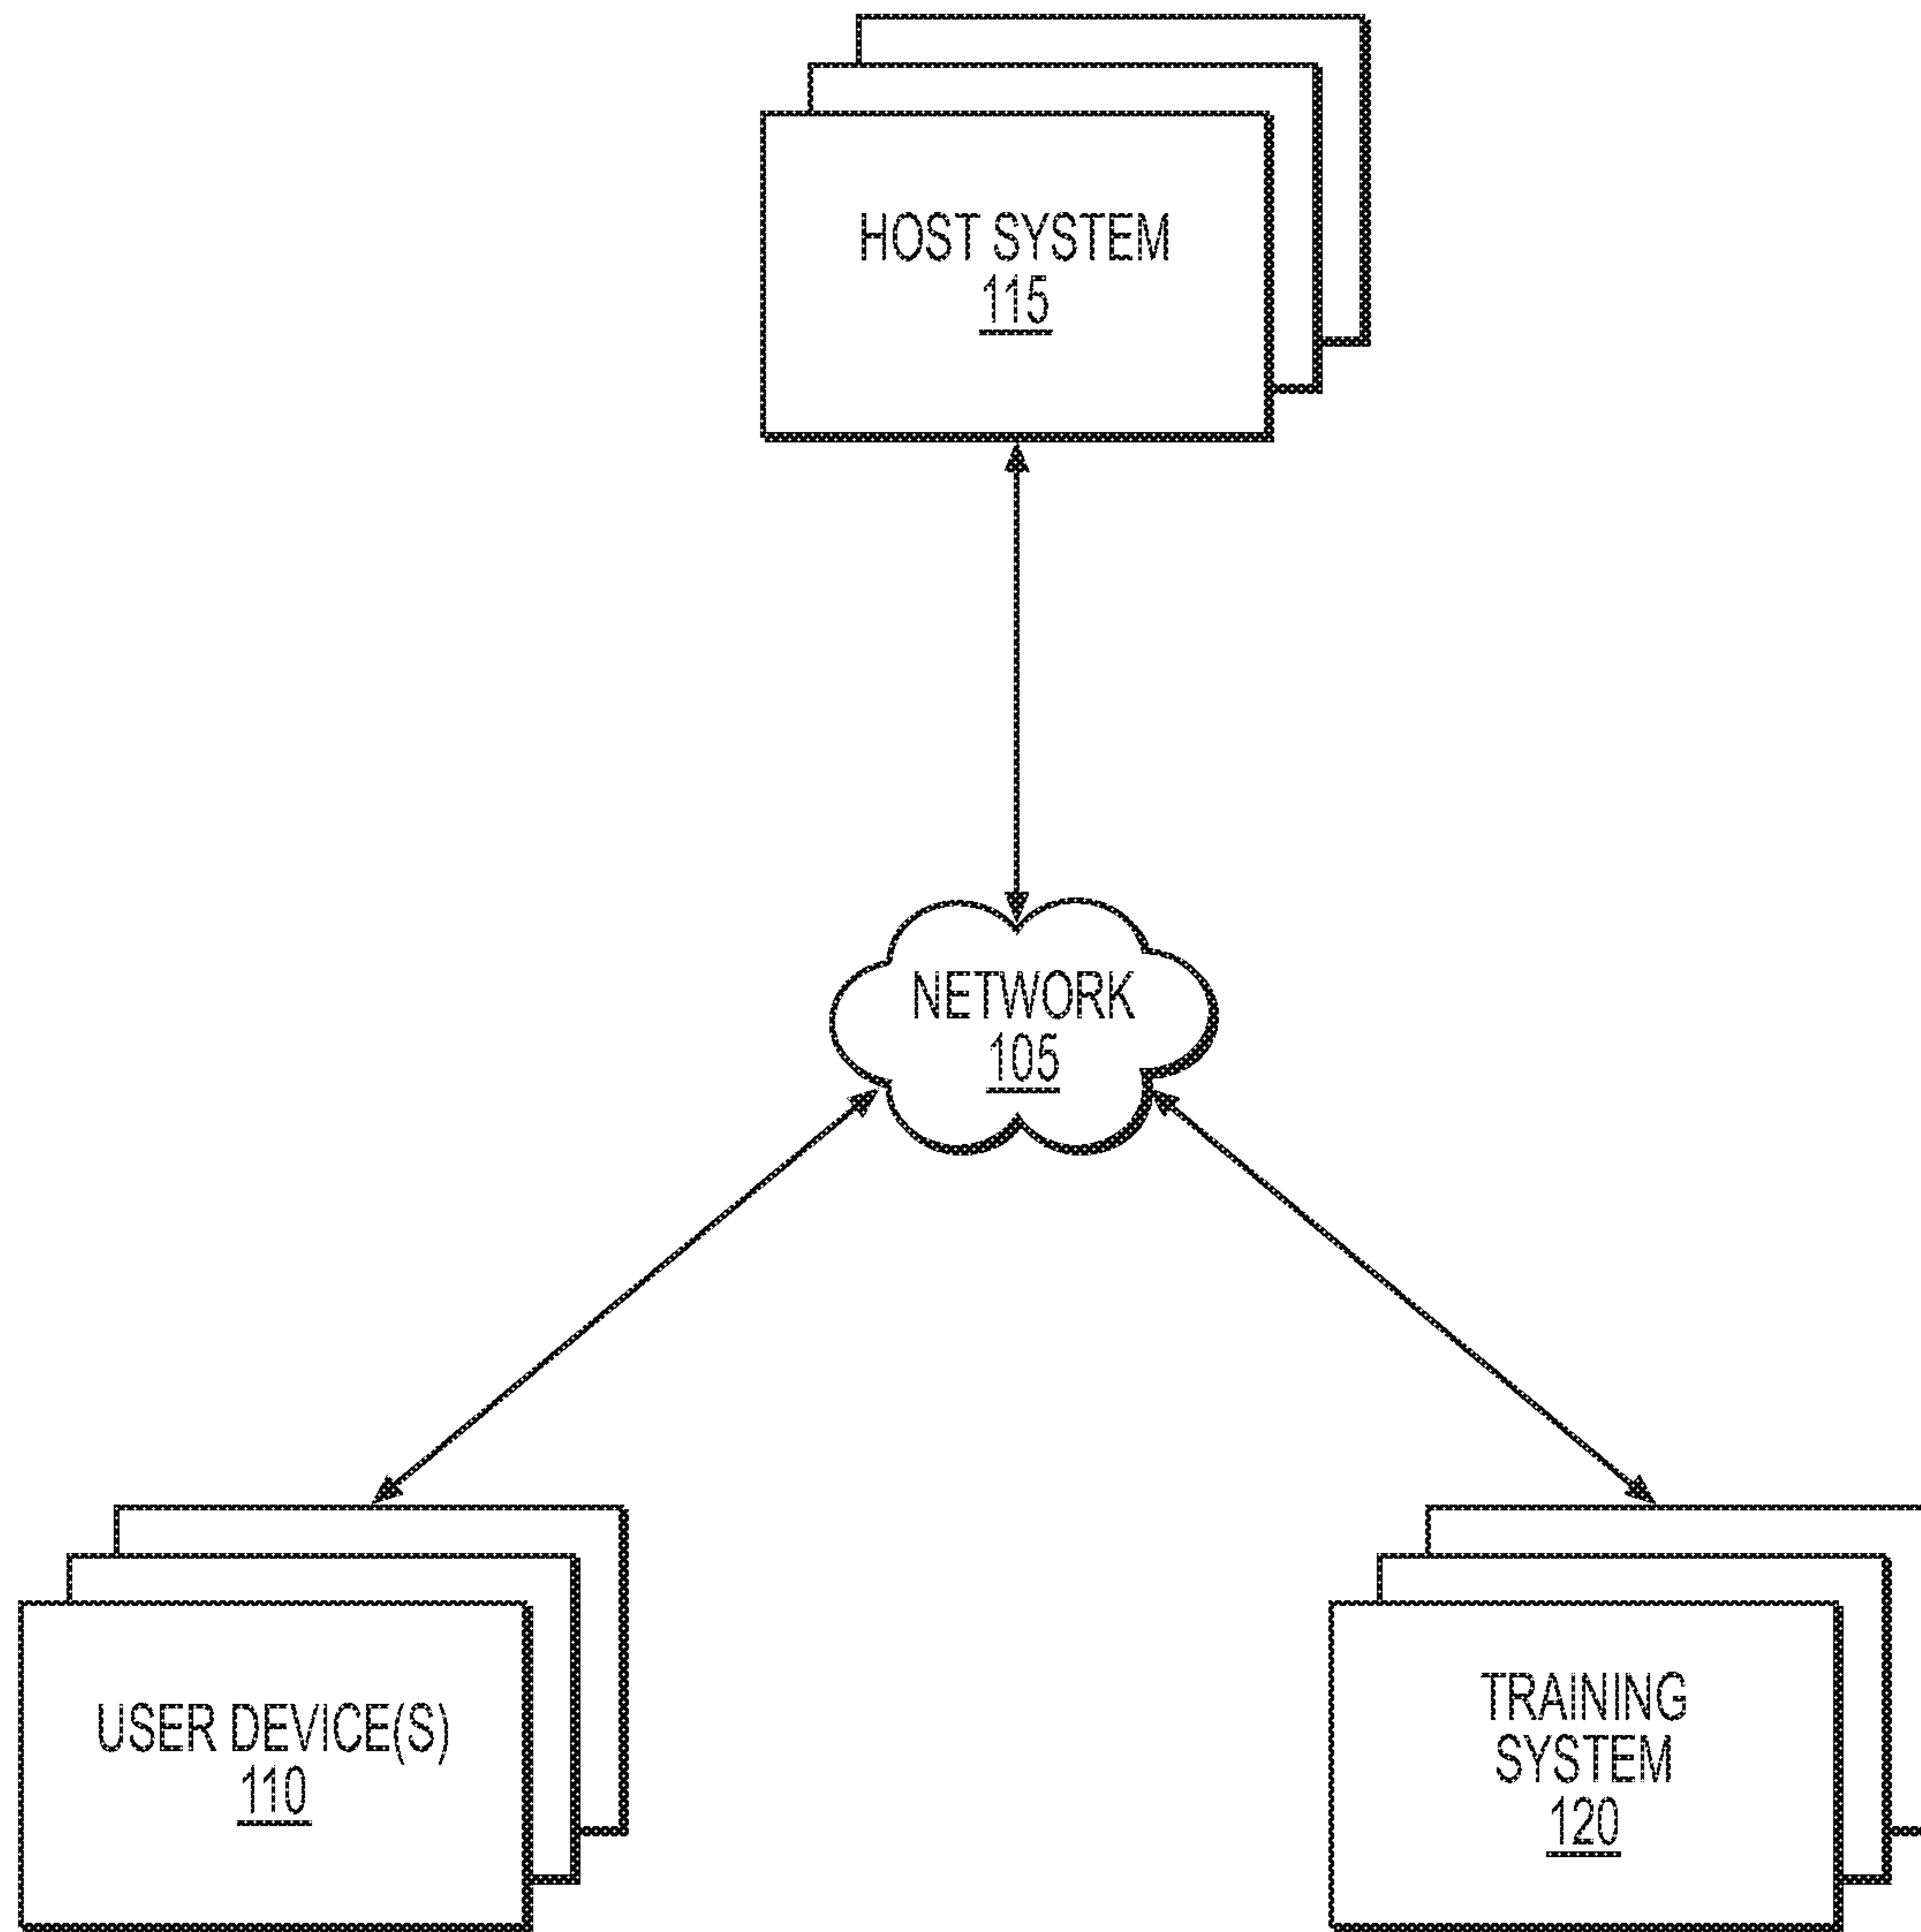 HOST SYSTEM
115
NETWORK
105
USER DEVICE(S)
110
TRAINING
SYSTEM
120